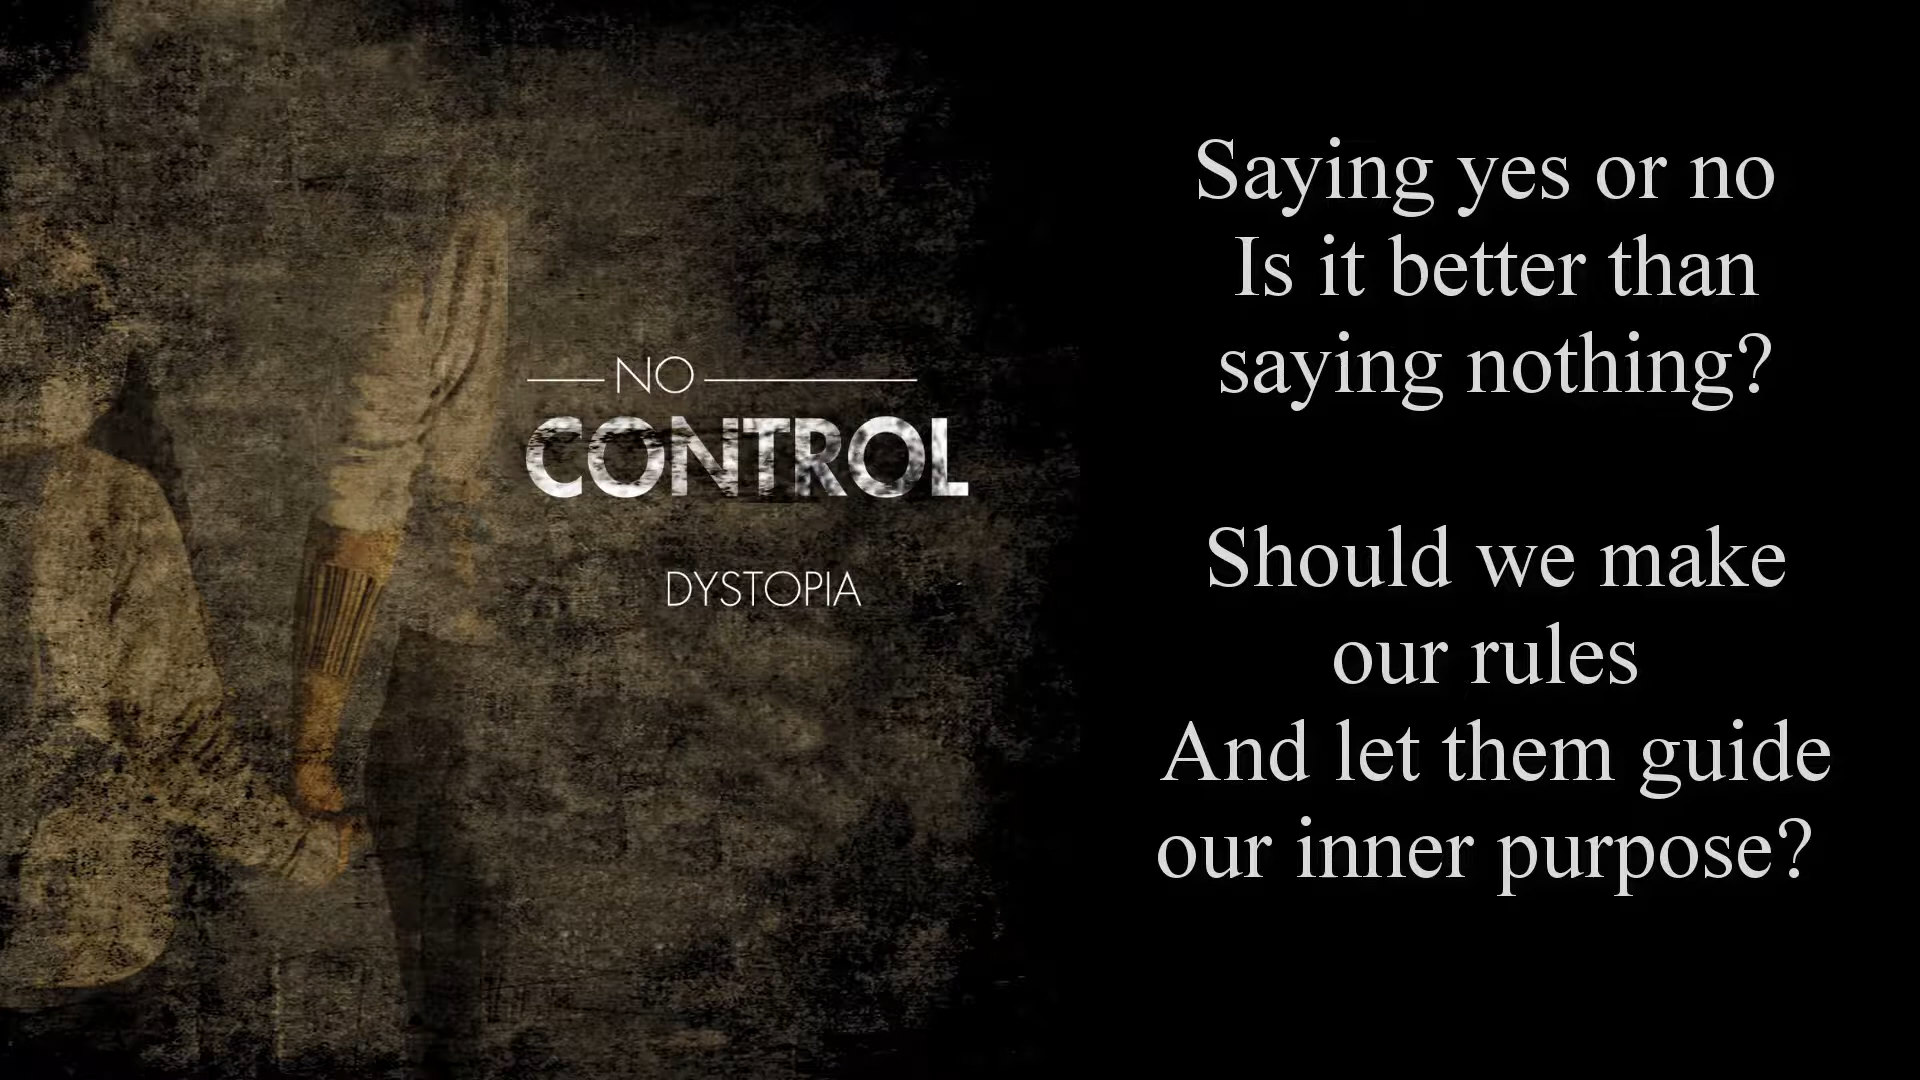 NO
CONTROL
DYSTOPIA
Saying yes or no
Is it better than
saying nothing?
Should we make
our rules
And let them guide
our inner purpose?